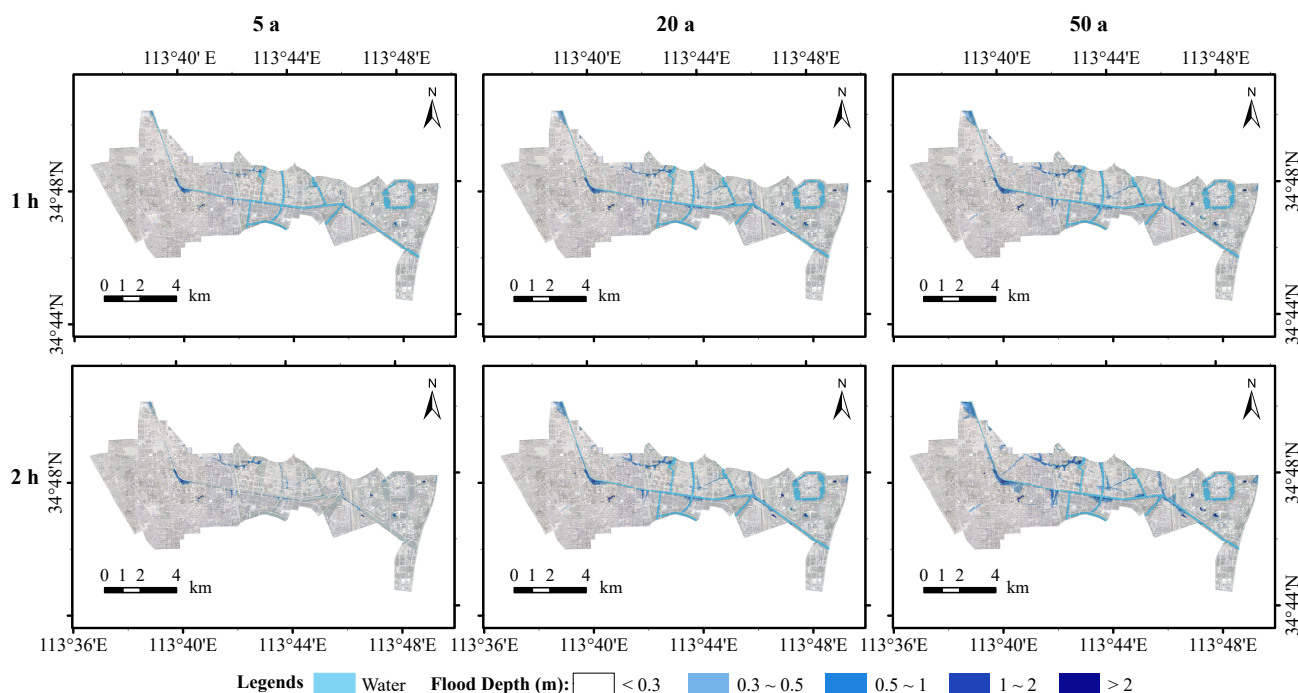 5 a 20 a 50 a
113°40' E 113°44'E 113°48'E 113°40'E 113°44'E 113°48'E 113°40'E 113°44'E 113°48'E
N N N
1 h
34°48'N 34°48'N
0 1 2 4 0 1 2 4 0 1 2 4
km km km
34°44'N 34°44'N
N N N
2 h
34°48'N 34°48'N
0 1 2 4 0 1 2 4 0 1 2 4
km km km
34°44'N
113°36'E 113°40'E 113°44'E 113°48'E 113°36'E 113°40'E 113°44'E 113°48'E 113°36'E 113°40'E 113°44'E 113°48'E
Legends Water Flood Depth (m): < 0.3 0.3 ~ 0.5 0.5 ~ 1 1 ~ 2 > 2